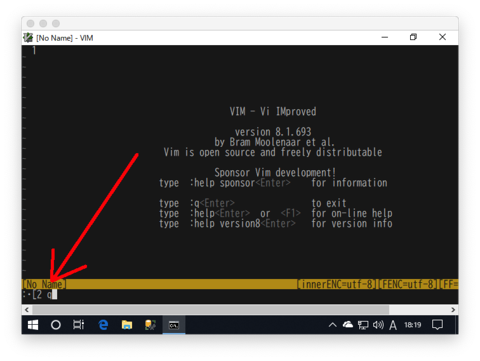 [No Name] - VIM
1
VIM - Vi IMproved
version 8.1.693
by Bram Moolenaar et al.
Vim is open source and freely distributable
Sponsor Vim development!
type :help sponsor<Enter> for information
type :q<Enter> to exit
type :help<Enter> or <F1> for on-line help
type :help version8<Enter> for version info
[No Name] [innerENC=utf-8][FENC=utf-8][FF=
:·[2 q
A 18:19